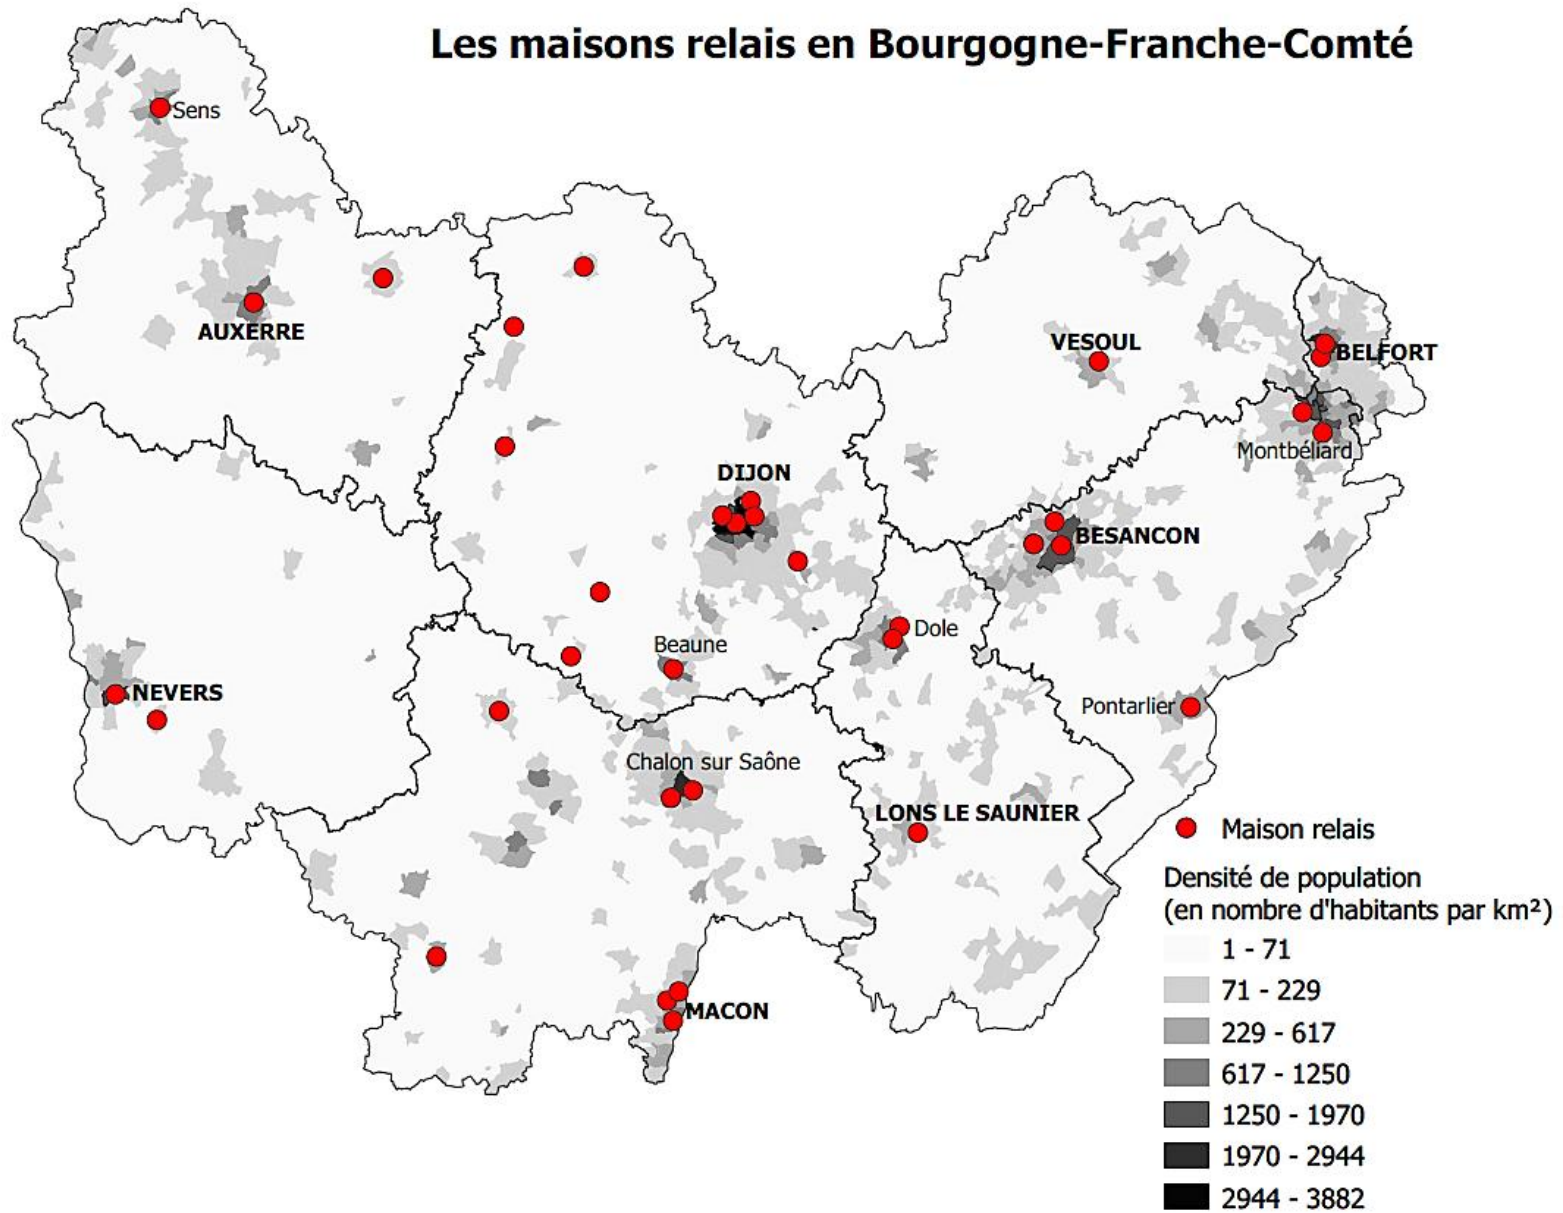 Les maisons relais en Bourgogne-Franche-Comté
Sens
AUXERRE
VESOUL
BELFORT
Montbéliard
DIJON
BESANCON
Dole
Beaune
NEVERS
Pontarlier
Chalon sur Saône
LONS LE SAUNIER
MACON
Maison relais
Densité de population
(en nombre d'habitants par km²)
1 - 71
71 - 229
229 - 617
617 - 1250
1250 - 1970
1970 - 2944
2944 - 3882